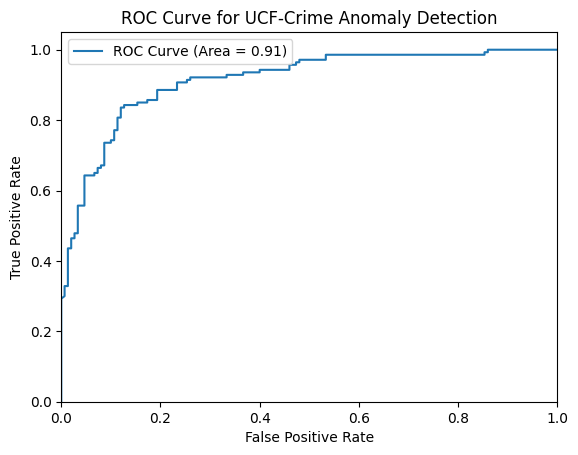 ROC Curve for UCF-Crime Anomaly Detection
ROC Curve (Area = 0.91)
True Positive Rate
1.0
0.8
0.6
0.4
0.2
0.0
0.0 0.2 0.4 0.6 0.8 1.0
False Positive Rate